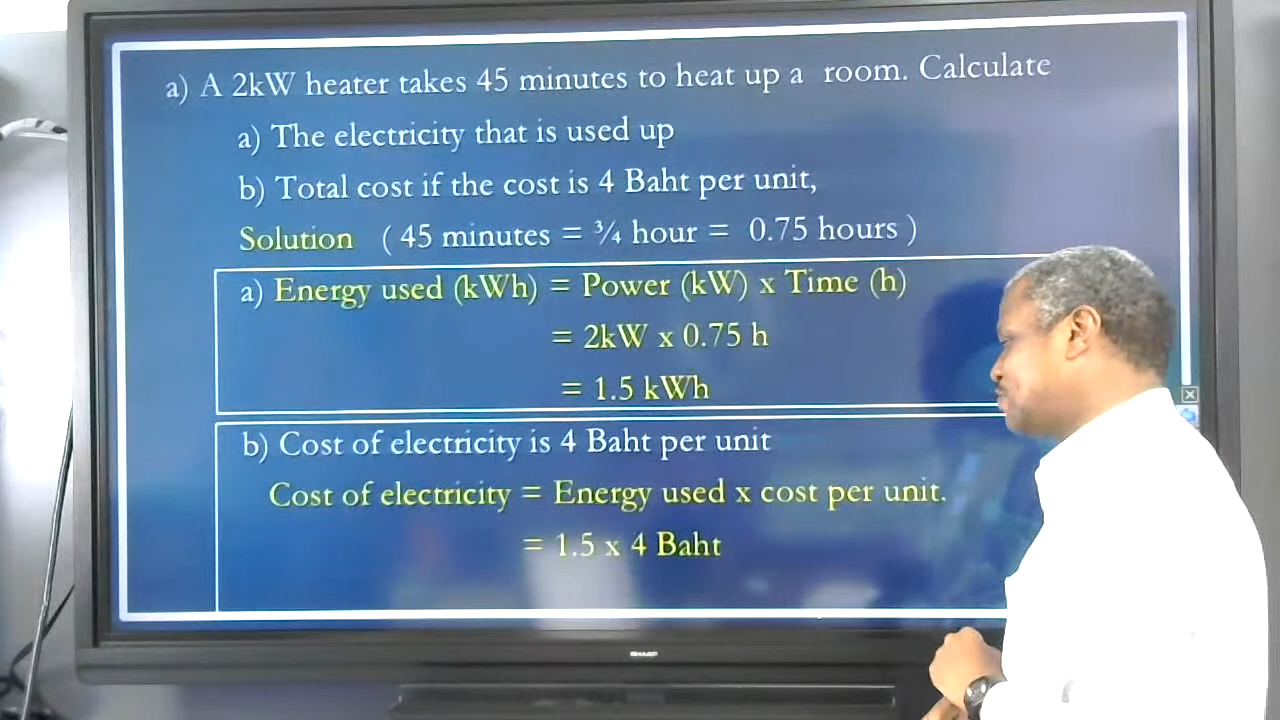 a) A 2kW heater takes 45 minutes to heat up a room. Calculate
a) The electricity that is used up
b) Total cost if the cost is 4 Baht per unit,
Solution ( 45 minutes = ¾ hour = 0.75 hours )
a) Energy used (kWh) = Power (kW) x Time (h)
= 2kW x 0.75 h
= 1.5 kWh
b) Cost of electricity is 4 Baht per unit
Cost of electricity = Energy used x cost per unit.
= 1.5 x 4 Baht
SHARP